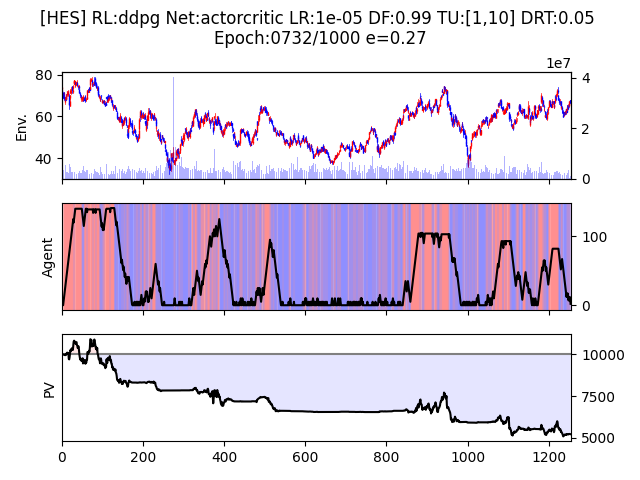 [HES] RL:ddpg Net:actorcritic LR:1e-05 DF:0.99 TU:[1,10] DRT:0.05
Epoch:0732/1000 e=0.27
1e7
80
60
40
Env.
4
2
0
Agent
100
0
PV
10000
7500
5000
0 200 400 600 800 1000 1200